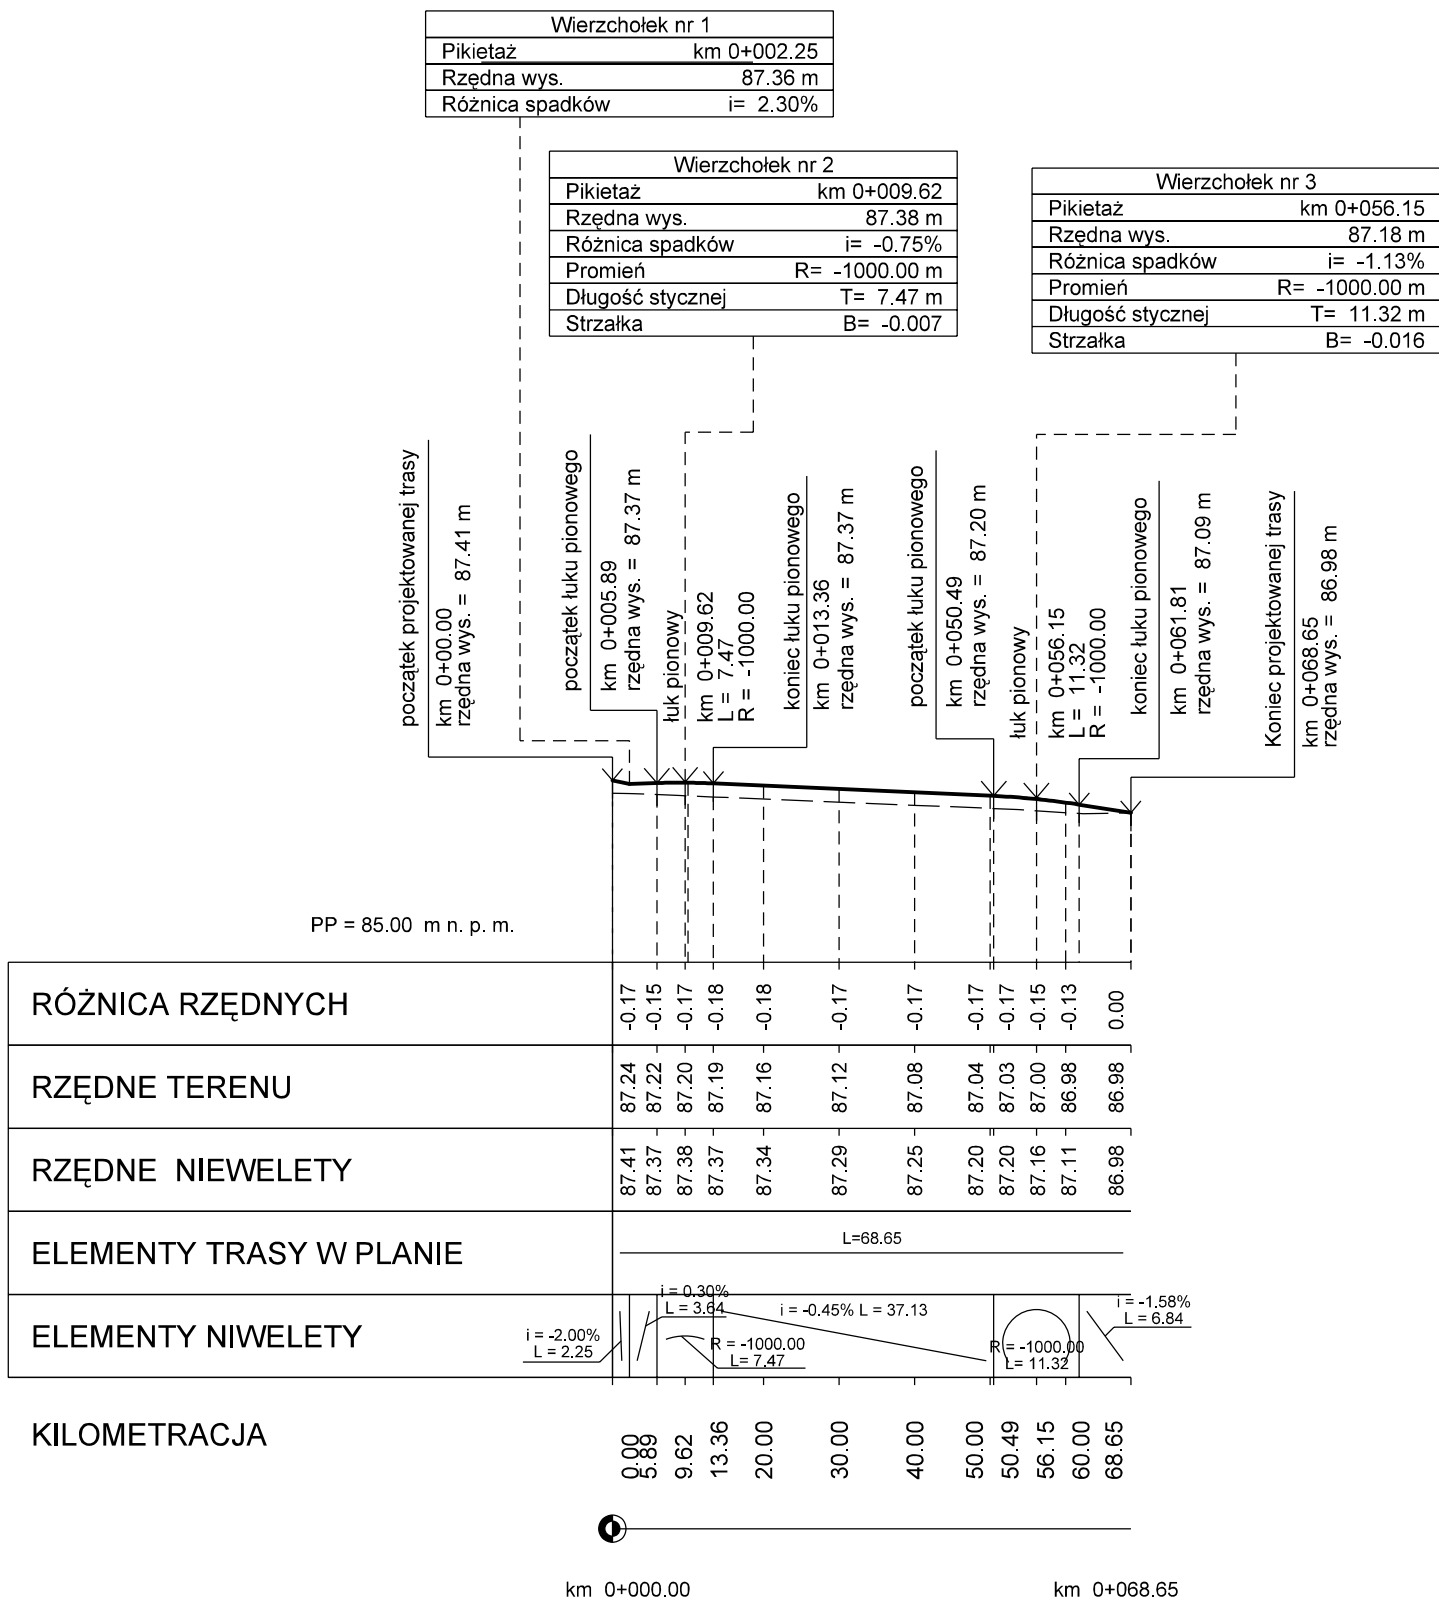 Wierzchołek nr 1
Pikietaż km 0+002.25
Rzędna wys. 87.36 m
Różnica spadków i= 2.30%
Wierzchołek nr 2
Pikietaż km 0+009.62
Rzędna wys. 87.38 m
Różnica spadków i= -0.75%
Promień R= -1000.00 m
Długość stycznej T= 7.47 m
Strzałka B= -0.007
Wierzchołek nr 3
Pikietaż km 0+056.15
Rzędna wys. 87.18 m
Różnica spadków i= -1.13%
Promień R= -1000.00 m
Długość stycznej T= 11.32 m
Strzałka B= -0.016
początek projektowanej trasy
km 0+00.00
rzędna wys. = 87.41 m
początek łuku pionowego
km 0+005.89
rzędna wys. = 87.37 m
łuk pionowy
km 0+009.62
L = 7.47
R = -1000.00
koniec łuku pionowego
km 0+013.36
rzędna wys. = 87.37 m
początek łuku pionowego
km 0+050.49
rzędna wys. = 87.20 m
łuk pionowy
km 0+056.15
L = 11.32
R = -1000.00
koniec łuku pionowego
km 0+061.81
rzędna wys. = 87.09 m
Koniec projektowanej trasy
km 0+068.65
rzędna wys. = 86.98 m
PP = 85.00 m n. p. m.
RÓŻNICA RZĘDNYCH -0.17 -0.15 -0.17 -0.18 -0.18 -0.17 -0.17 -0.17 -0.17 -0.15 -0.13 0.00
RZĘDNE TERENU 87.24 87.22 87.20 87.19 87.16 87.12 87.08 87.04 87.03 87.00 86.98 86.98
RZĘDNE NIEWELETY 87.41 87.37 87.38 87.37 87.34 87.29 87.25 87.20 87.20 87.16 87.11 86.98
ELEMENTY TRASY W PLANIE L=68.65
ELEMENTY NIWELETY
i = -2.00%
L = 2.25
i = 0.30%
L = 3.64
R = -1000.00
L= 7.47
i = -0.45% L = 37.13
R = -1000.00
L= 11.32
i = -1.58%
L = 6.84
KILOMETRACJA 0.00 5.89 9.62 13.36 20.00 30.00 40.00 50.00 50.49 56.15 60.00 68.65
km 0+000.00 km 0+068.65